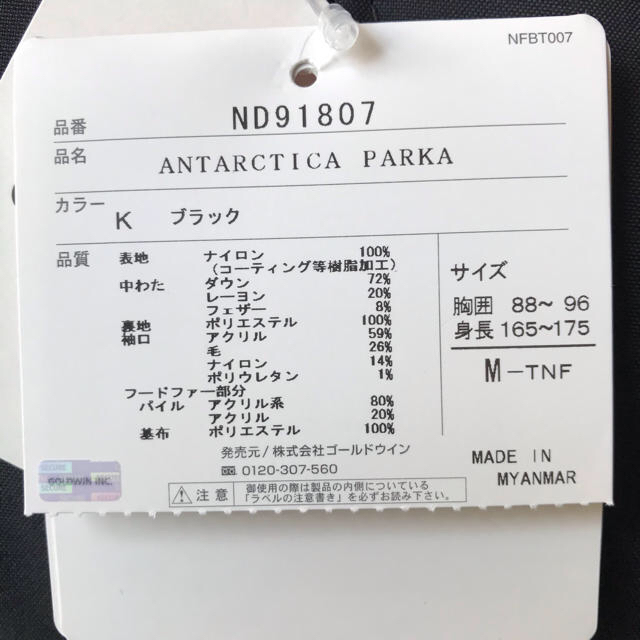 NFBT007
品番 ND91807
品名 ANTARCTICA PARKA
カラー K ブラック
品質 表地 ナイロン 100%
(コーティング等樹脂加工)
中わた ダウン 72%
レーヨン 20%
フェザー 8%
裏地 ポリエステル 100%
袖口 アクリル 59%
毛 26%
ナイロン 14%
ポリウレタン 1%
フードファー部分
パイル アクリル系 80%
アクリル 20%
基布 ポリエステル 100%
サイズ
胸囲 88~ 96
身長 165~175
M-TNF
発売元/株式会社ゴールドウイン
0120-307-560
MADE IN
MYANMAR
SECURE
GOLDWIN INC.
SECURE
注意 御使用の際は製品の内側についている
「ラベルの注意書き」を必ずお読み下さい。